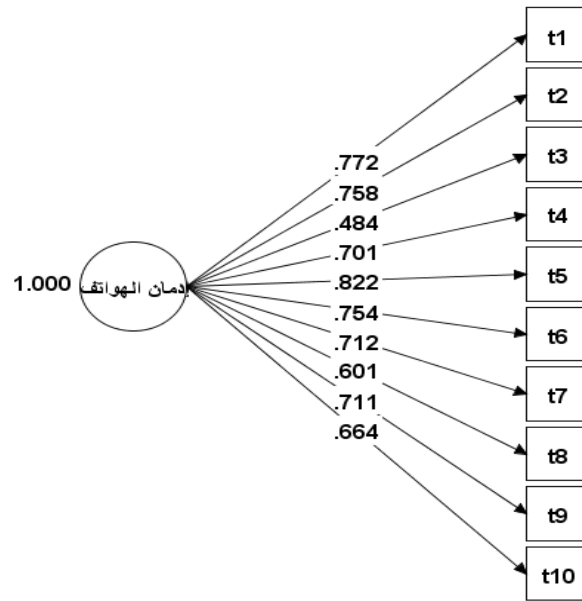 t1
t2
t3
t4
t5
t6
t7
t8
t9
t10
.772
.758
.484
.701
.822
.754
.712
.601
.711
.664
1.000
إدمان الهواتف